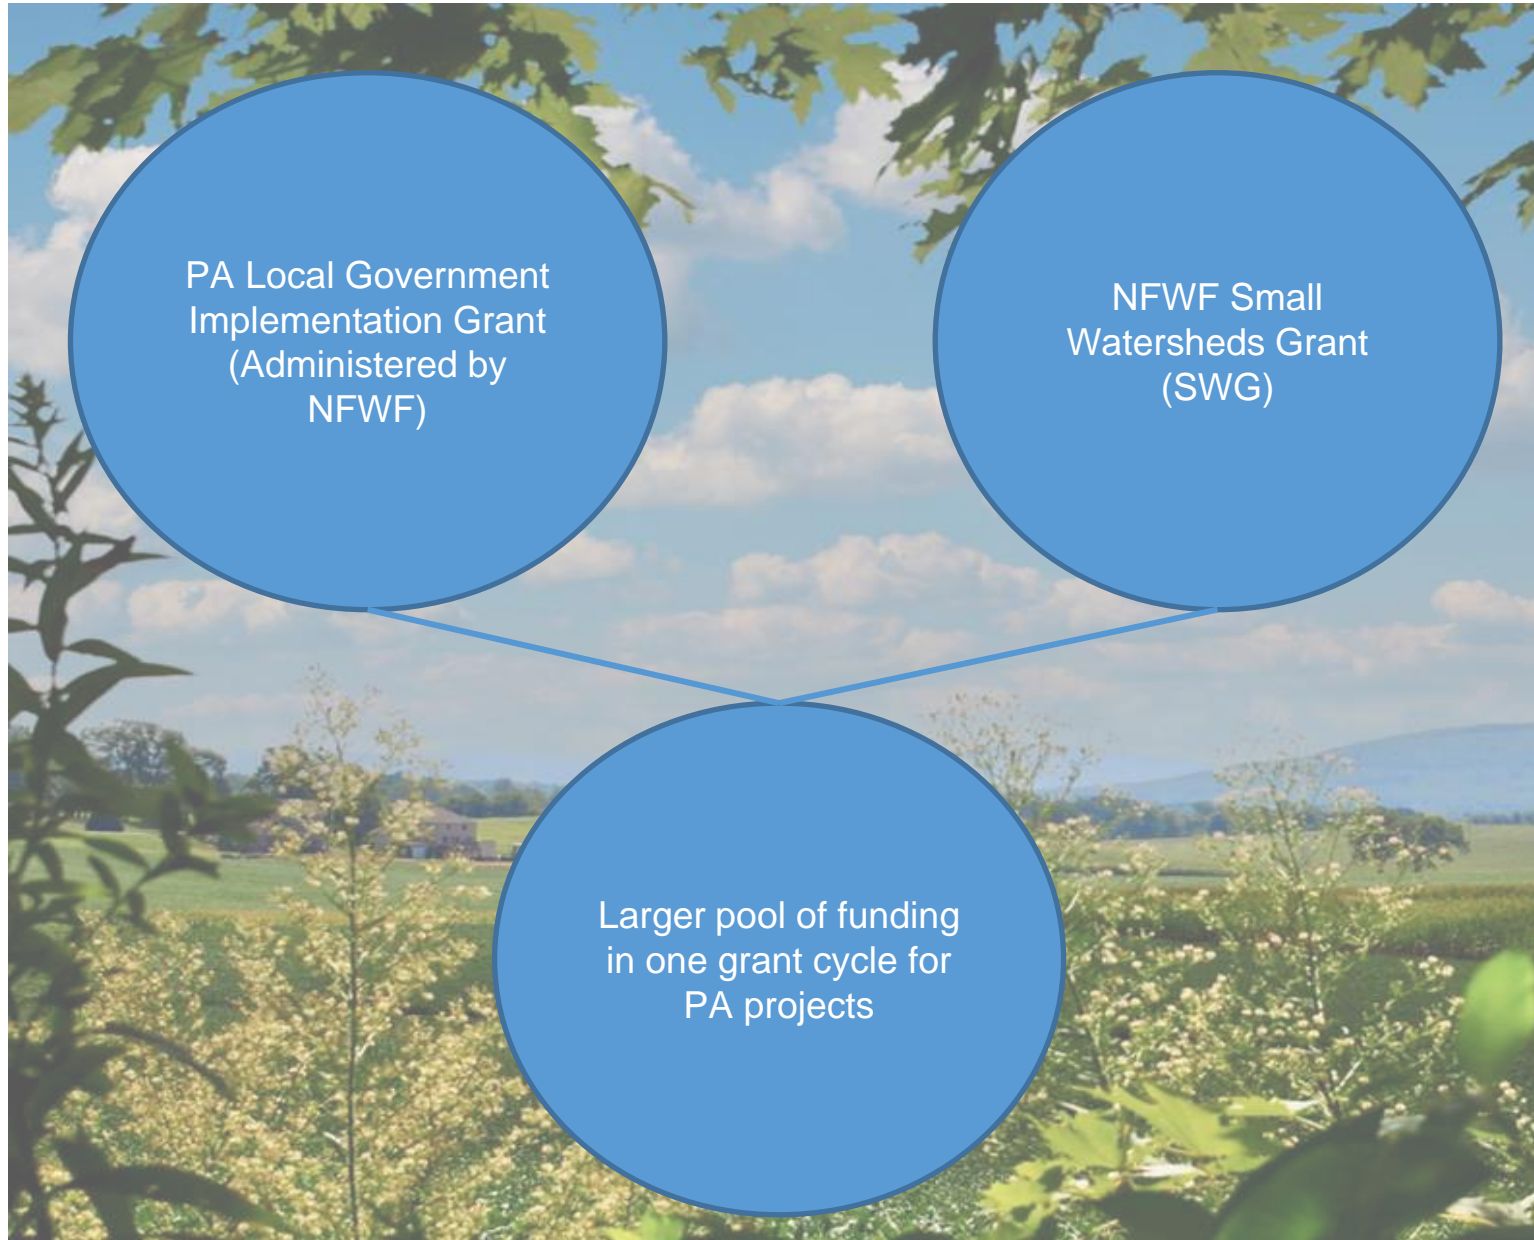 PA Local Government
Implementation Grant
(Administered by
NFWF)
NFWF Small
Watersheds Grant
(SWG)
Larger pool of funding
in one grant cycle for
PA projects